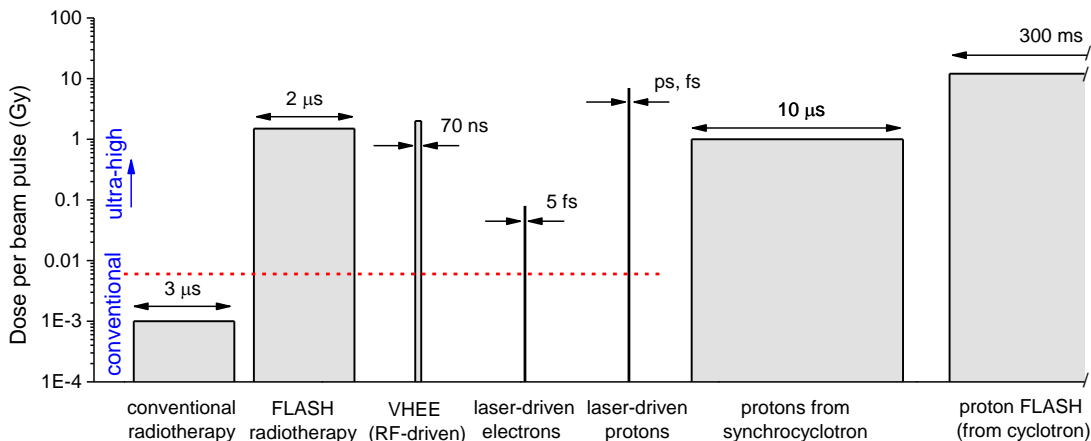 100
10
1
0.1
0.01
1E-3
1E-4
Dose per beam pulse (Gy)
ultra-high
conventional
3 μs
2 μs
70 ns
5 fs
ps, fs
10 μs
300 ms
conventional
radiotherapy
FLASH
radiotherapy
VHEE
(RF-driven)
laser-driven
electrons
laser-driven
protons
protons from
synchrocyclotron
proton FLASH
(from cyclotron)